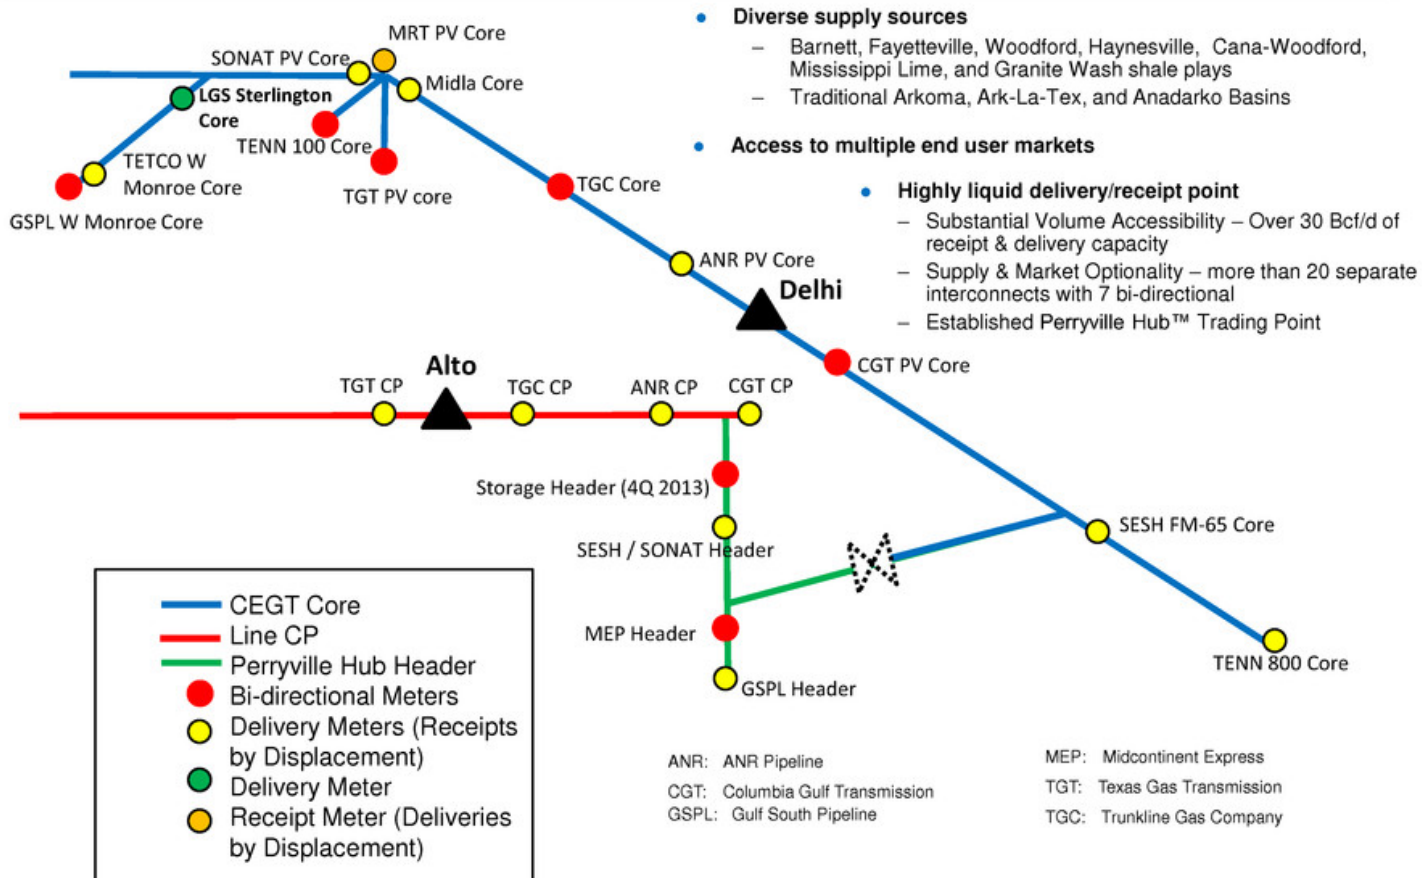 MRT PV Core
SONAT PV Core
Midla Core
LGS Sterlington
Core
TENN 100 Core
TETCO W
Monroe Core
TGT PV core
GSPL W Monroe Core
TGC Core
ANR PV Core
Delhi
CGT PV Core
• Diverse supply sources
– Barnett, Fayetteville, Woodford, Haynesville, Cana-Woodford,
Mississippi Lime, and Granite Wash shale plays
– Traditional Arkoma, Ark-La-Tex, and Anadarko Basins
• Access to multiple end user markets
• Highly liquid delivery/receipt point
– Substantial Volume Accessibility – Over 30 Bcf/d of
receipt & delivery capacity
– Supply & Market Optionality – more than 20 separate
interconnects with 7 bi-directional
– Established Perryville Hub™ Trading Point
Alto
TGT CP
TGC CP
ANR CP
CGT CP
Storage Header (4Q 2013)
SESH / SONAT Header
SESH FM-65 Core
MEP Header
TENN 800 Core
GSPL Header
CEGT Core
Line CP
Perryville Hub Header
Bi-directional Meters
Delivery Meters (Receipts
by Displacement)
Delivery Meter
Receipt Meter (Deliveries
by Displacement)
ANR: ANR Pipeline
CGT: Columbia Gulf Transmission
GSPL: Gulf South Pipeline
MEP: Midcontinent Express
TGT: Texas Gas Transmission
TGC: Trunkline Gas Company